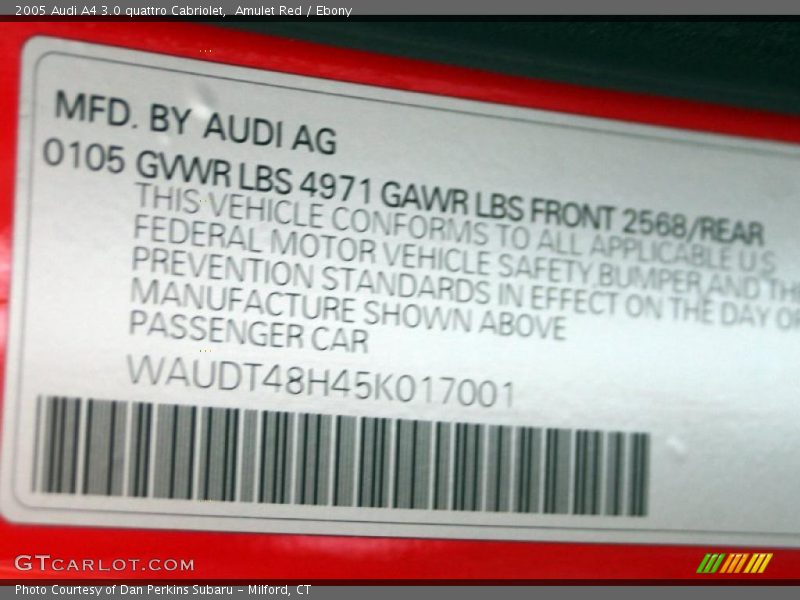 2005 Audi A4 3.0 quattro Cabriolet,  Amulet Red / Ebony
MFD. BY AUDI AG
0105 GVWR LBS 4971 GAWR LBS FRONT 2568/REAR
THIS VEHICLE CONFORMS TO ALL APPLICABLE U.S
FEDERAL MOTOR VEHICLE SAFETY, BUMPER, AND
PREVENTION STANDARDS IN EFFECT ON THE DAY
MANUFACTURE SHOWN ABOVE
PASSENGER CAR
WAUDT48H45K017001
GTCARLOT.COM
Photo Courtesy of Dan Perkins Subaru - Milford, CT